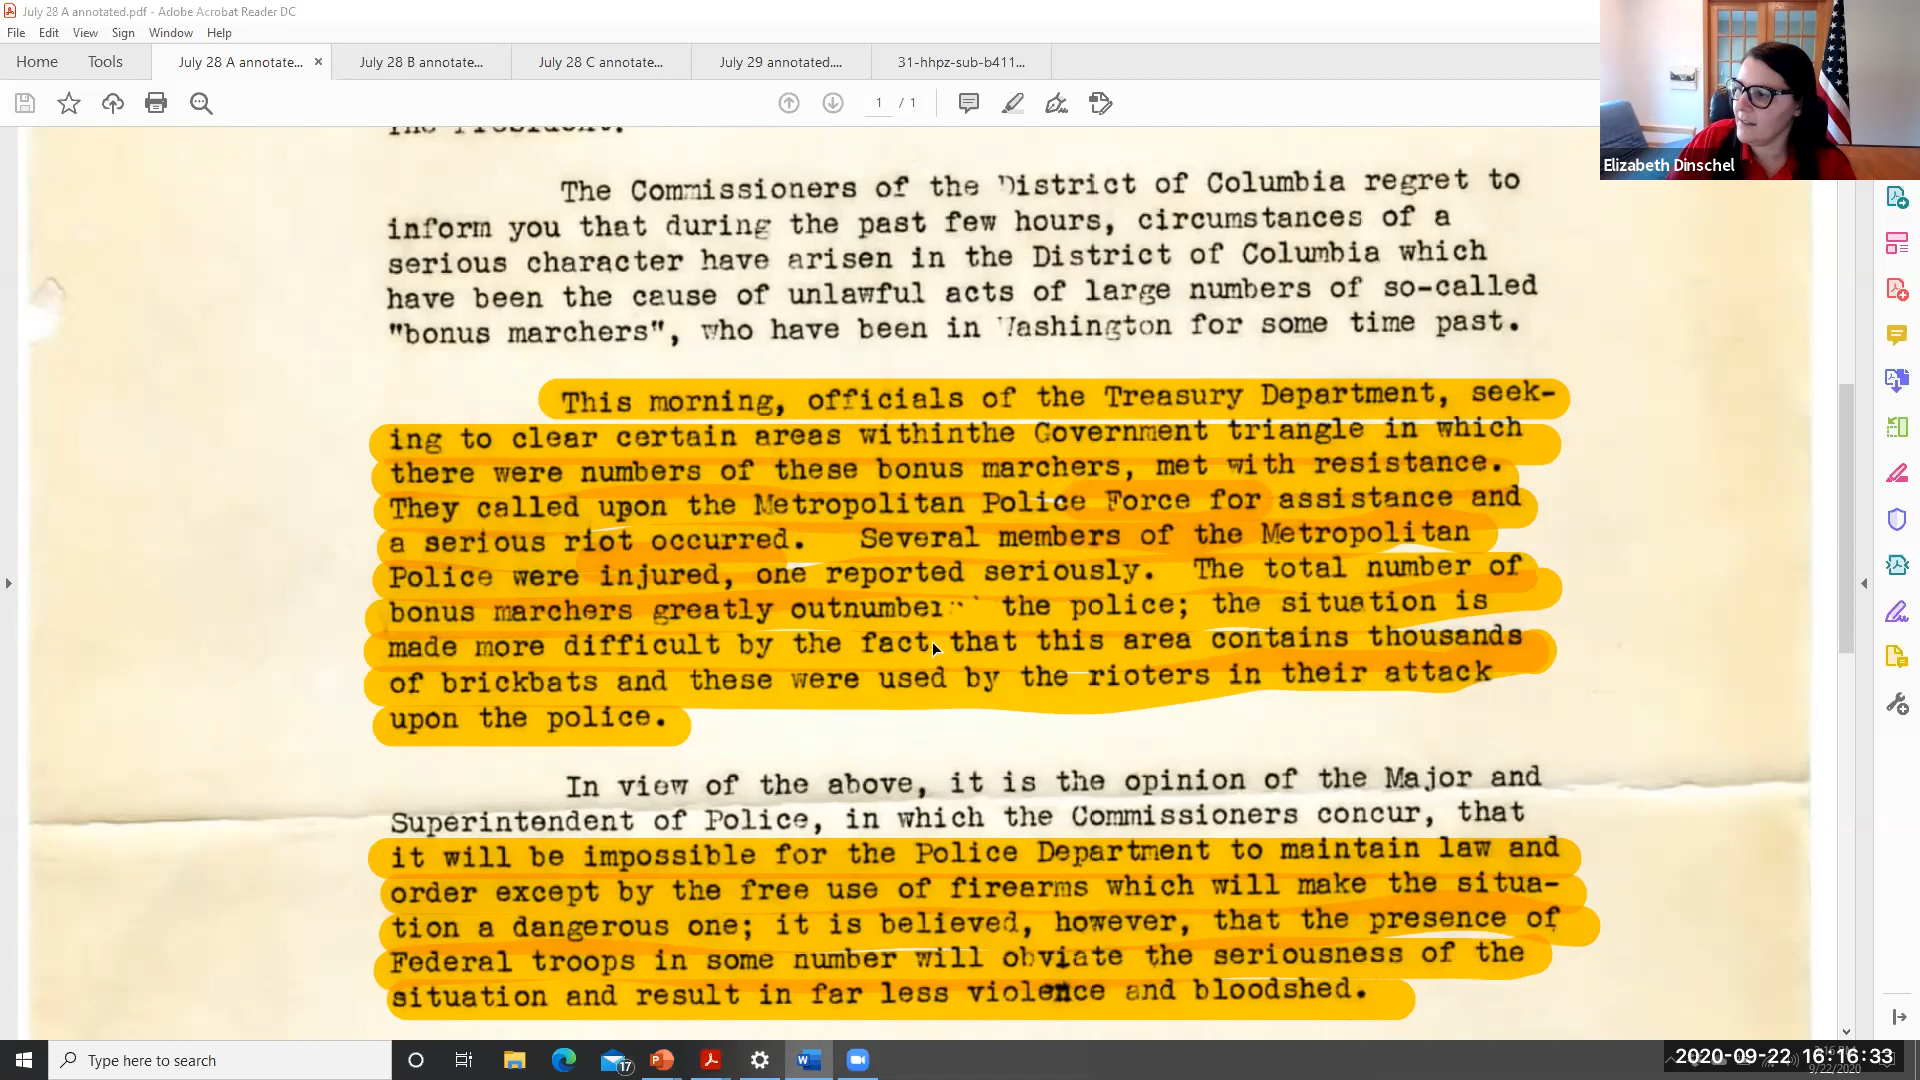 July 28 A annotated.pdf - Adobe Acrobat Reader DC
File Edit View Sign Window Help
Home Tools July 28 A annotate... × July 28 B annotate... July 28 C annotate... July 29 annotated.... 31-hhpz-sub-b411...
1 / 1
Elizabeth Dinschel
The President.
The Commissioners of the District of Columbia regret to
inform you that during the past few hours, circumstances of a
serious character have arisen in the District of Columbia which
have been the cause of unlawful acts of large numbers of so-called
"bonus marchers", who have been in Washington for some time past.
This morning, officials of the Treasury Department, seek-
ing to clear certain areas withinthe Government triangle in which
there were numbers of these bonus marchers, met with resistance.
They called upon the Metropolitan Police Force for assistance and
a serious riot occurred. Several members of the Metropolitan
Police were injured, one reported seriously. The total number of
bonus marchers greatly outnumber the police; the situation is
made more difficult by the fact that this area contains thousands
of brickbats and these were used by the rioters in their attack
upon the police.
In view of the above, it is the opinion of the Major and
Superintendent of Police, in which the Commissioners concur, that
it will be impossible for the Police Department to maintain law and
order except by the free use of firearms which will make the situa-
tion a dangerous one; it is believed, however, that the presence of
Federal troops in some number will obviate the seriousness of the
situation and result in far less violence and bloodshed.
Type here to search
17
2020-09-22 16:16:33
9/22/2020